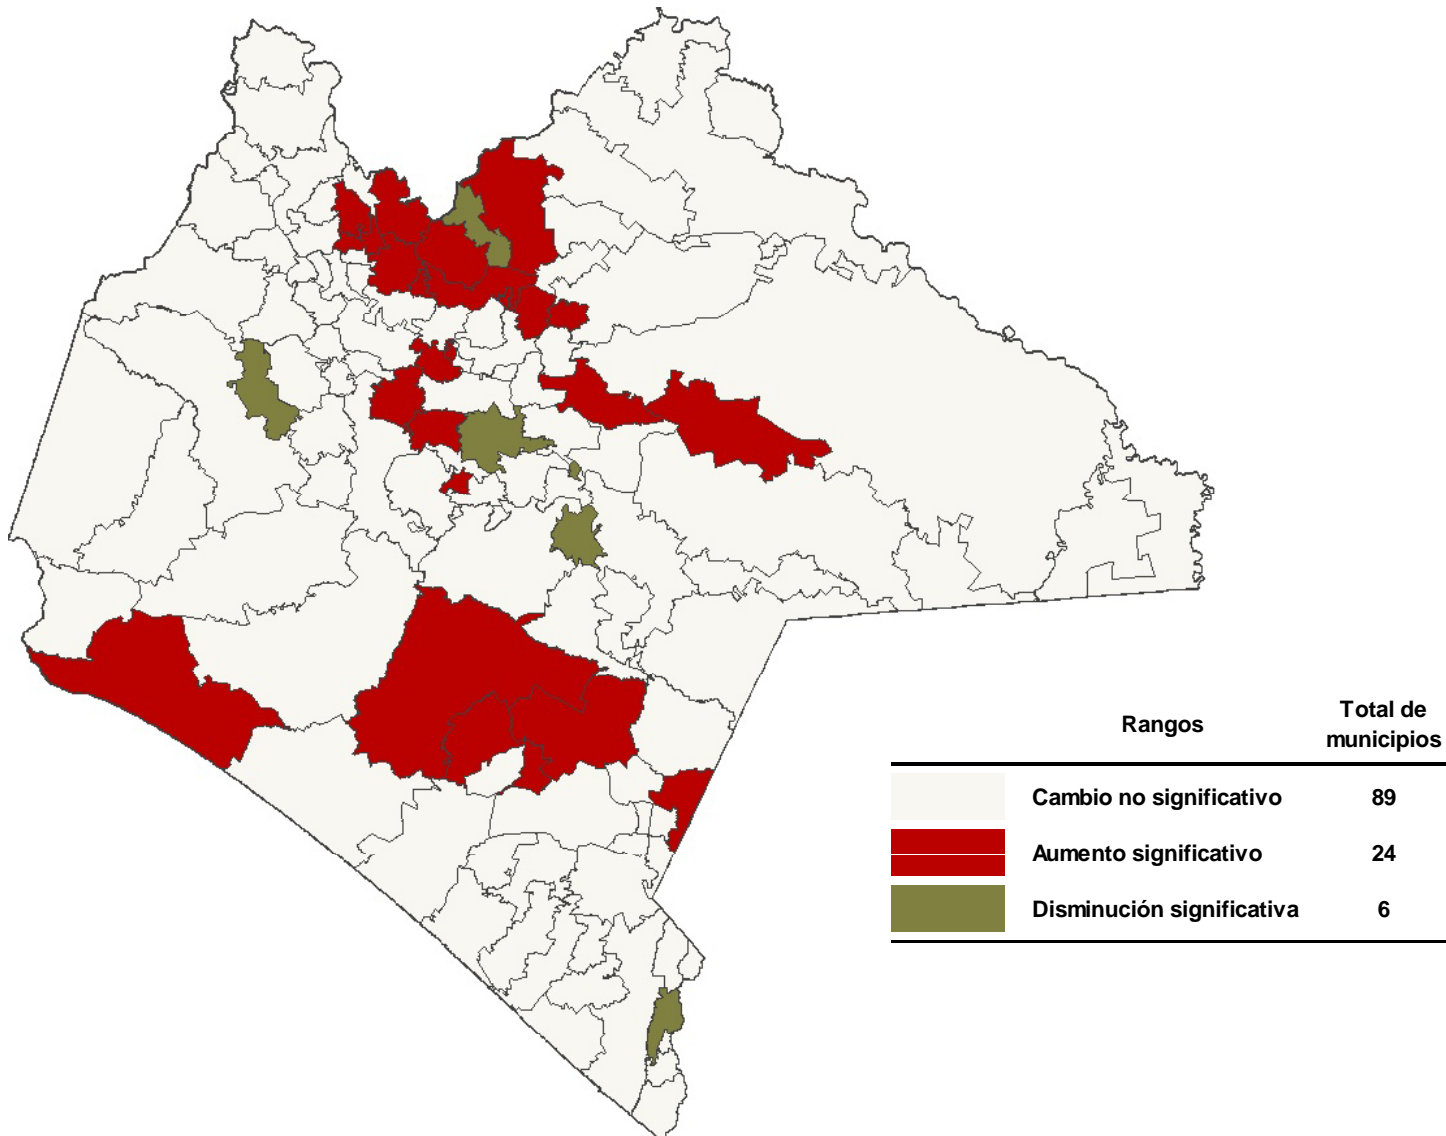 Rangos Total de
municipios
Cambio no significativo 89
Aumento significativo 24
Disminución significativa 6